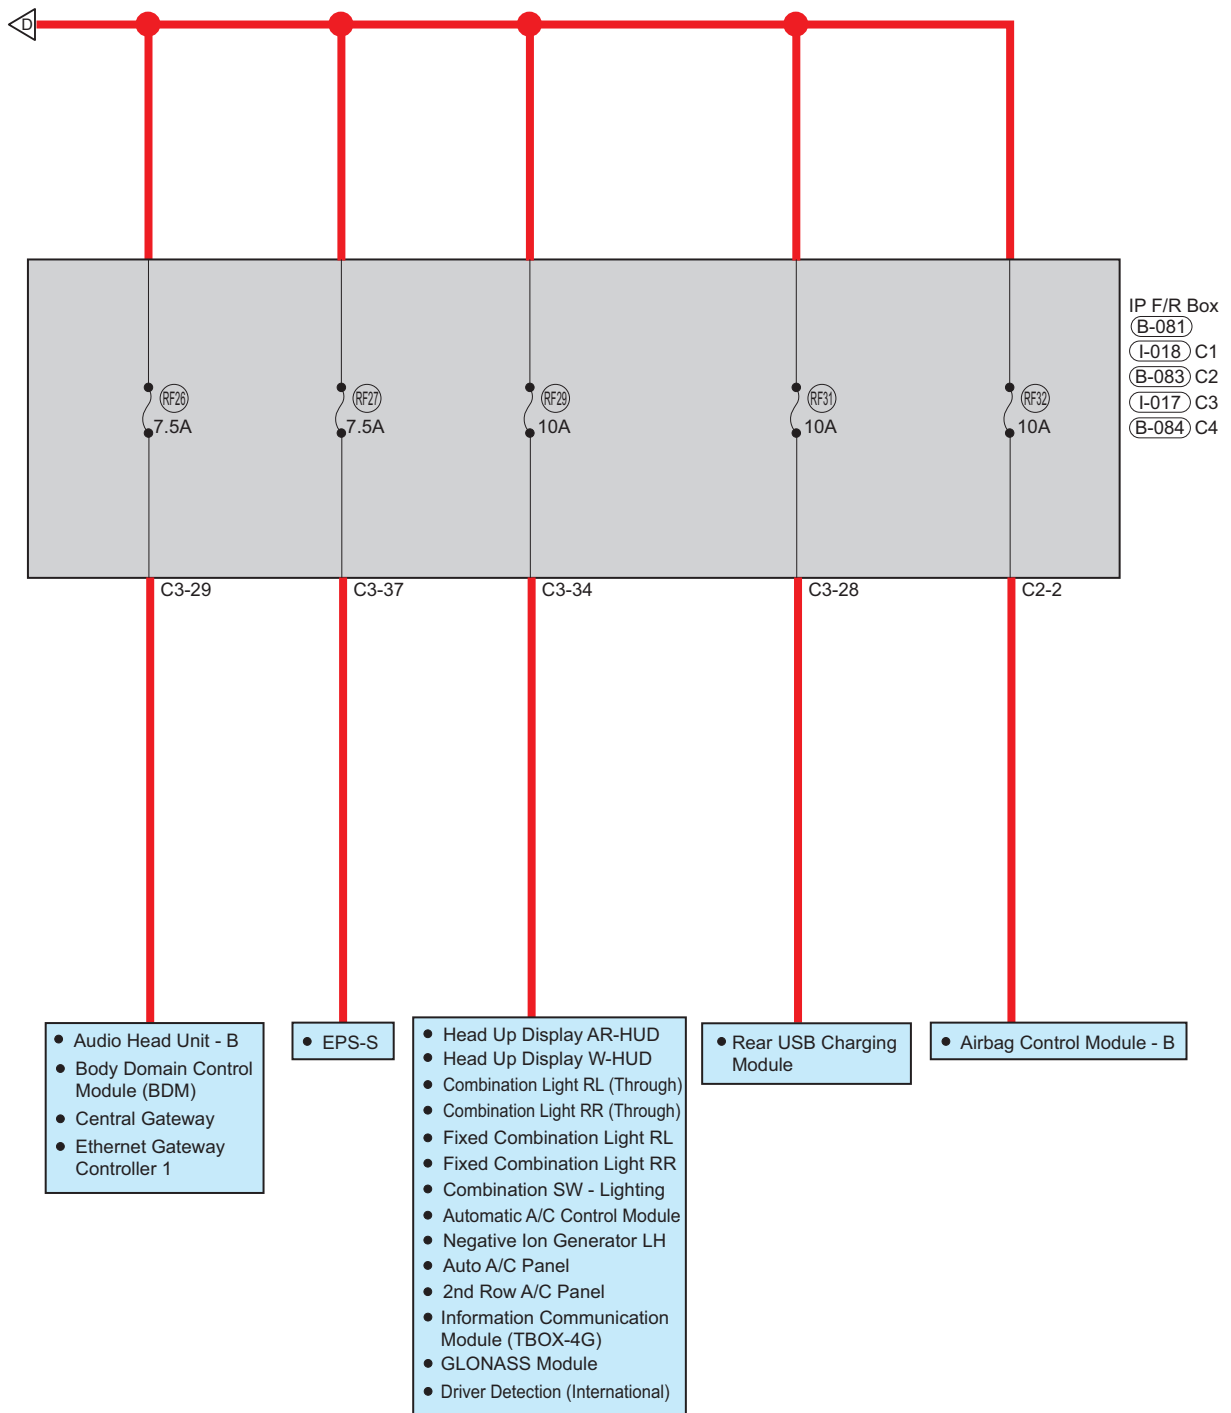 D
IP F/R Box
B-081
I-018 C1
B-083 C2
I-017 C3
B-084 C4
RF26
7.5A
RF27
7.5A
RF29
10A
RF31
10A
RF32
10A
C3-29
C3-37
C3-34
C3-28
C2-2
• Audio Head Unit - B
• Body Domain Control
Module (BDM)
• Central Gateway
• Ethernet Gateway
Controller 1
• EPS-S
• Head Up Display AR-HUD
• Head Up Display W-HUD
• Combination Light RL (Through)
• Combination Light RR (Through)
• Fixed Combination Light RL
• Fixed Combination Light RR
• Combination SW - Lighting
• Automatic A/C Control Module
• Negative Ion Generator LH
• Auto A/C Panel
• 2nd Row A/C Panel
• Information Communication
Module (TBOX-4G)
• GLONASS Module
• Driver Detection (International)
• Rear USB Charging
Module
• Airbag Control Module - B